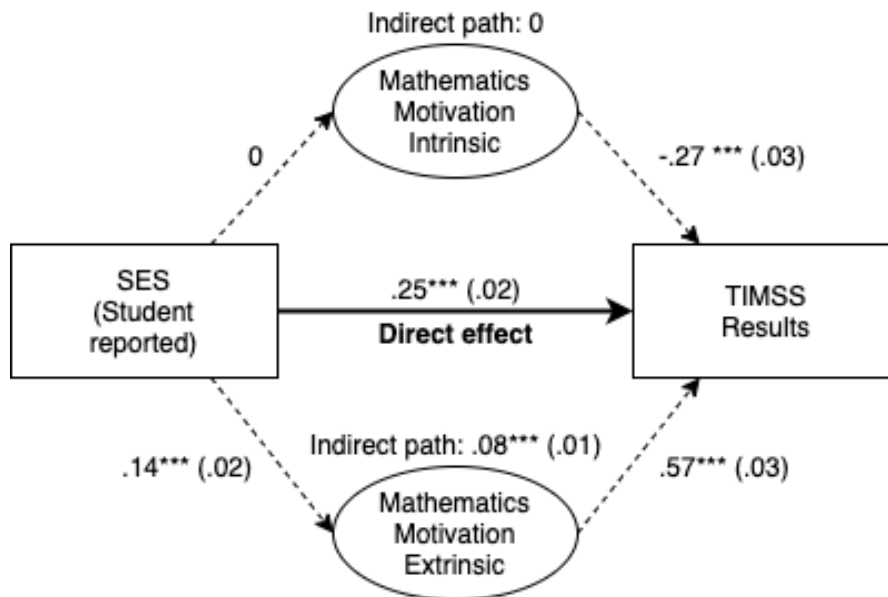 Indirect path: 0
Mathematics
Motivation
Intrinsic
0
-.27 *** (.03)
SES
(Student
reported)
.25*** (.02)
Direct effect
TIMSS
Results
.14*** (.02)
Indirect path: .08*** (.01)
.57*** (.03)
Mathematics
Motivation
Extrinsic